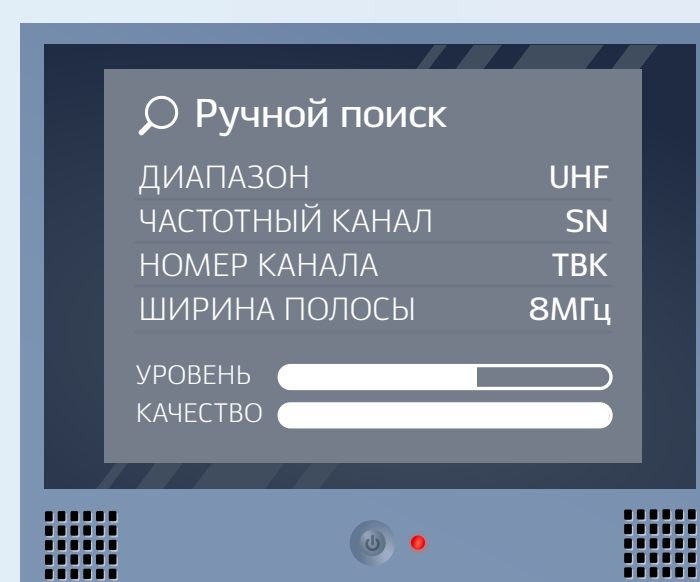 Ручной поиск
ДИАПАЗОН UHF
ЧАСТОТНЫЙ КАНАЛ SN
НОМЕР КАНАЛА ТВК
ШИРИНА ПОЛОСЫ 8МГц
УРОВЕНЬ
КАЧЕСТВО